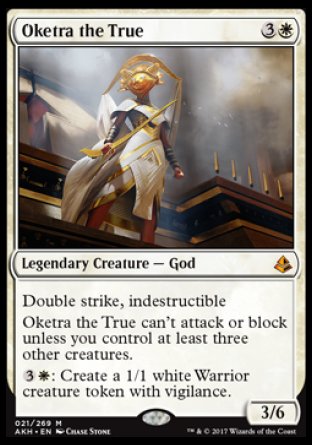 Oketra the True 3
Legendary Creature — God
Double strike, indestructible
Oketra the True can't attack or block
unless you control at least three
other creatures.
3 : Create a 1/1 white Warrior
creature token with vigilance.
021/269 M
AKH • EN Chase Stone
™ & © 2017 Wizards of the Coast
3/6